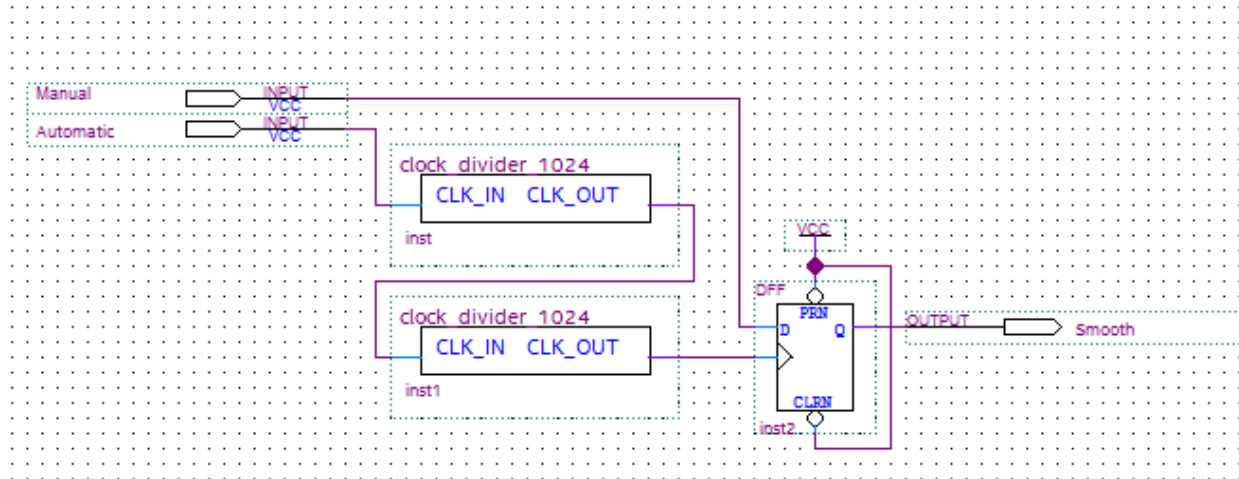 Manual
INPUT
VCC
Automatic
INPUT
VCC
clock_divider_1024
CLK_IN CLK_OUT
inst
VCC
DFF
PRN
D Q
CLRN
inst2
OUTPUT
Smooth
clock_divider_1024
CLK_IN CLK_OUT
inst1